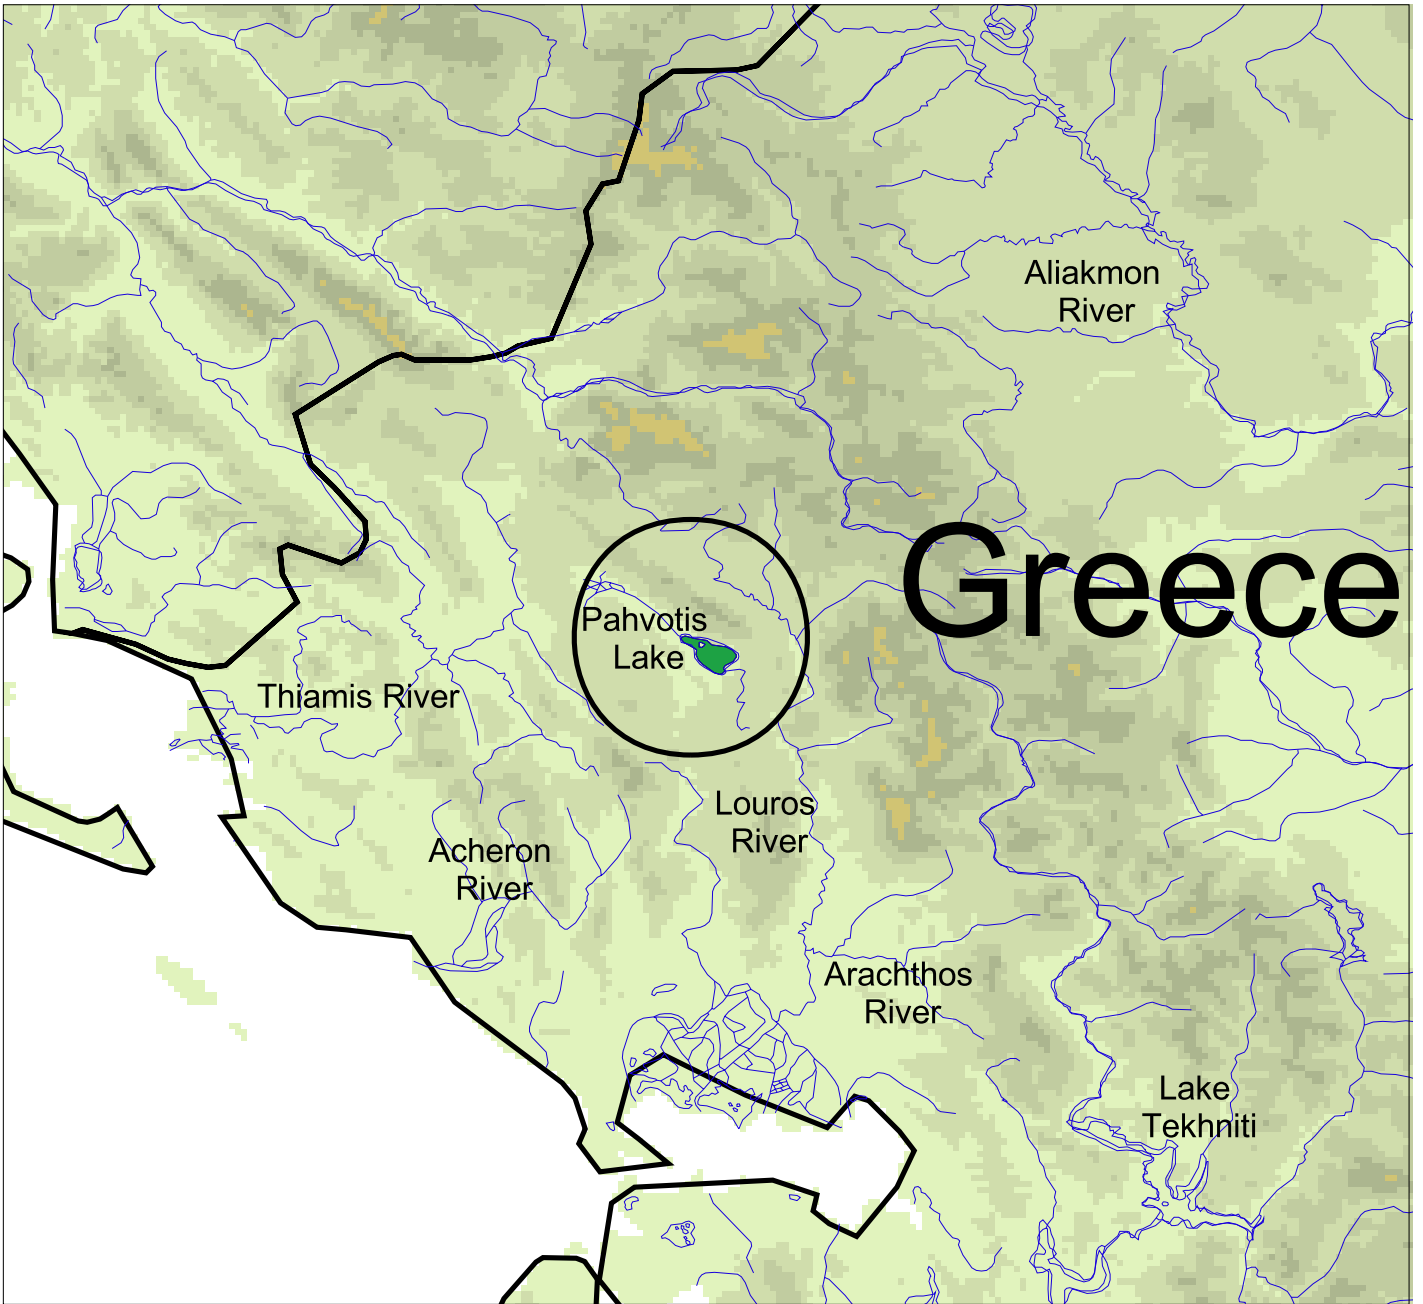 Aliakmon
River
Greece
Pahvotis
Lake
Thiamis River
Louros
River
Acheron
River
Arachthos
River
Lake
Tekhniti